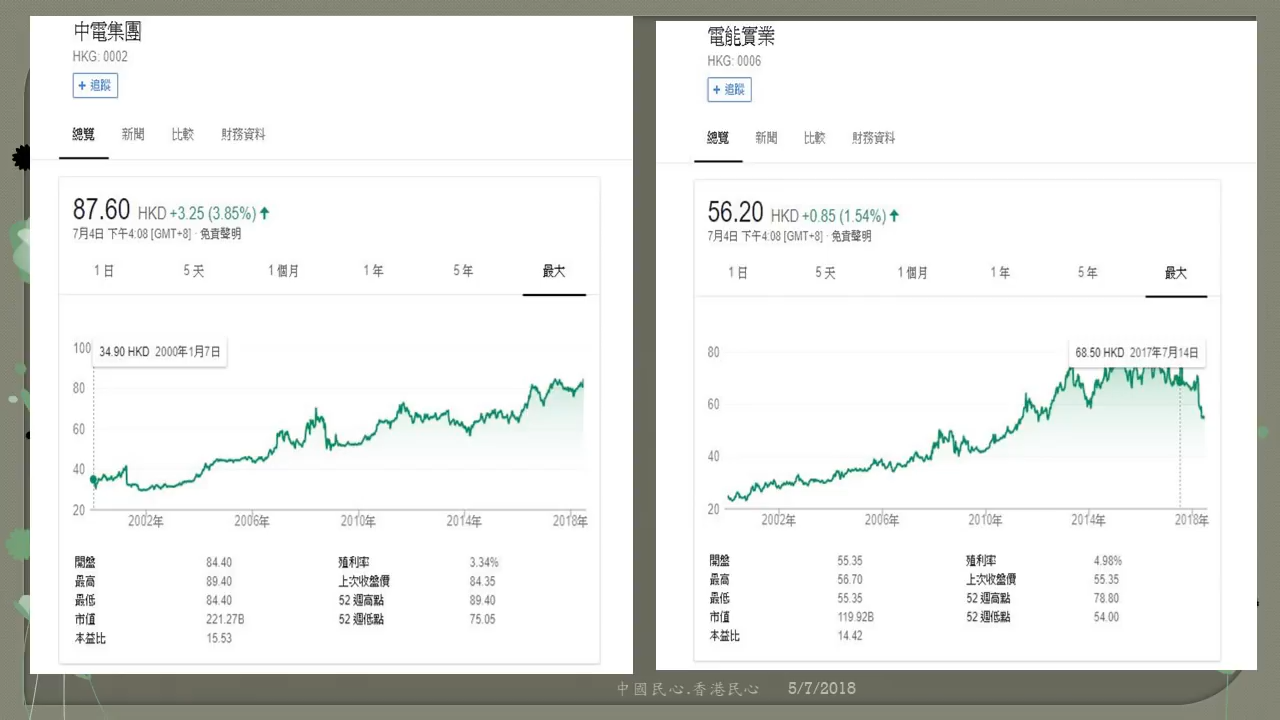 中電集團
HKG: 0002
+ 追蹤
總覽 新聞 比較 財務資料
87.60 HKD +3.25 (3.85%)
7月4日 下午4:08 [GMT+8] · 免責聲明
1 日 5 天 1 個月 1 年 5 年 最大
100
34.90 HKD 2000年1月7日
80
60
40
20
2002年 2006年 2010年 2014年 2018年
開盤 84.40 殖利率 3.34%
最高 89.40 上次收盤價 84.35
最低 84.40 52 週高點 89.40
市值 221.27B 52 週低點 75.05
本益比 15.53
電能實業
HKG: 0006
+ 追蹤
總覽 新聞 比較 財務資料
56.20 HKD +0.85 (1.54%)
7月4日 下午4:08 [GMT+8] · 免責聲明
1 日 5 天 1 個月 1 年 5 年 最大
80
68.50 HKD 2017年7月14日
60
40
20
2002年 2006年 2010年 2014年 2018年
開盤 55.35 殖利率 4.98%
最高 56.70 上次收盤價 55.35
最低 55.35 52 週高點 78.80
市值 119.92B 52 週低點 54.00
本益比 14.42
中國民心.香港民心 5/7/2018